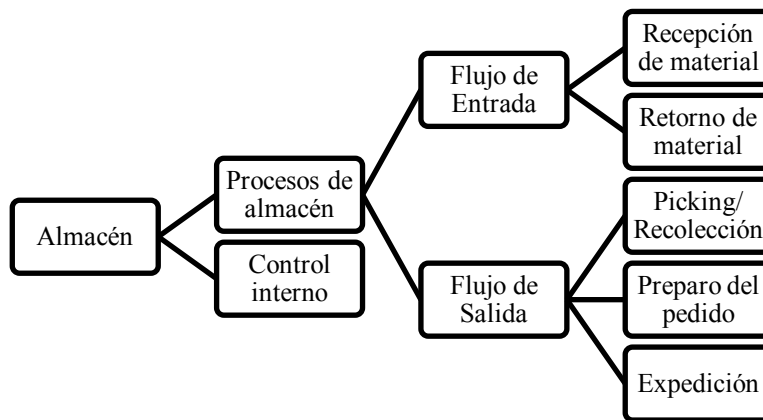 Almacén
Procesos de
almacén
Control
interno
Flujo de
Entrada
Flujo de
Salida
Recepción
de material
Retorno de
material
Picking/
Recolección
Preparo del
pedido
Expedición